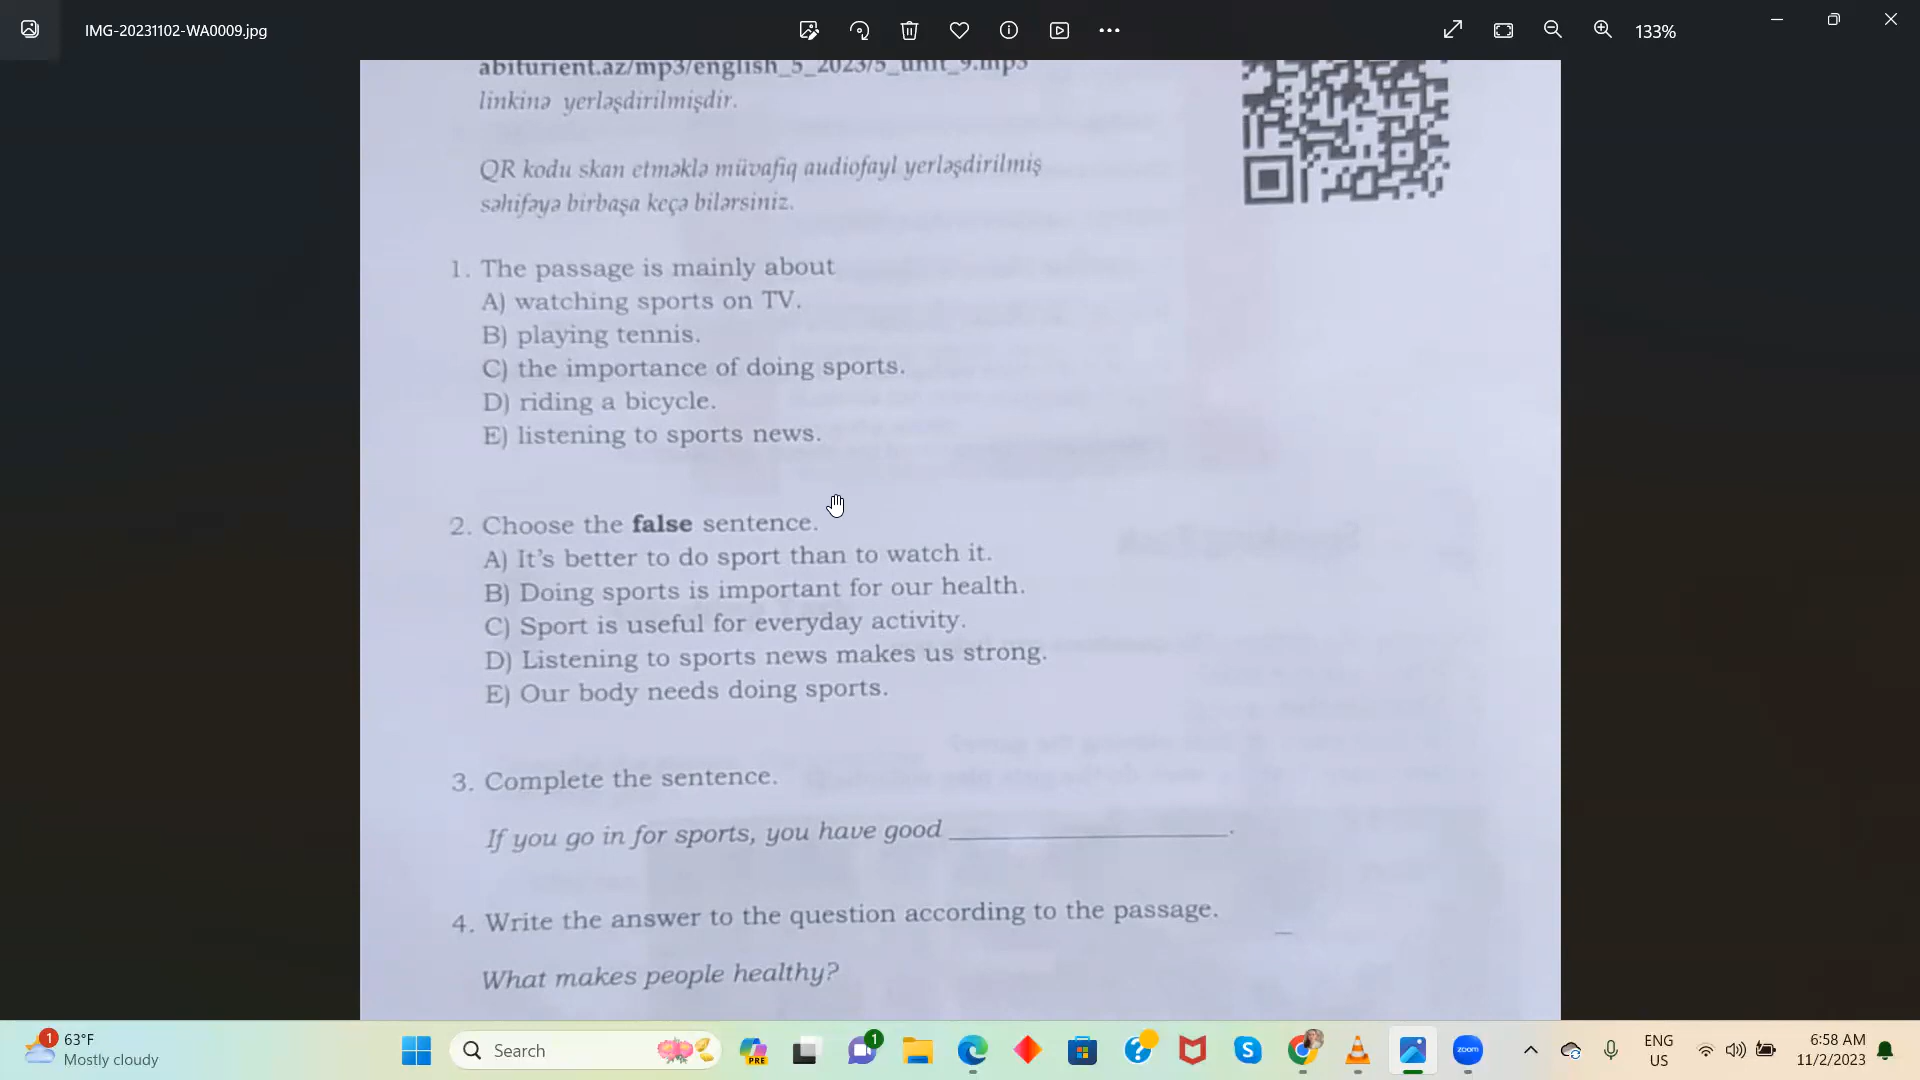 IMG-20231102-WA0009.jpg
133%
abiturient.az/mp3/english_5_2023/5_unit_9.mp3
linkinə yerləşdirilmişdir.
QR kodu skan etməklə müvafiq audiofayl yerləşdirilmiş
səhifəyə birbaşa keçə bilərsiniz.
1. The passage is mainly about
A) watching sports on TV.
B) playing tennis.
C) the importance of doing sports.
D) riding a bicycle.
E) listening to sports news.
2. Choose the false sentence.
A) It's better to do sport than to watch it.
B) Doing sports is important for our health.
C) Sport is useful for everyday activity.
D) Listening to sports news makes us strong.
E) Our body needs doing sports.
3. Complete the sentence.
If you go in for sports, you have good ____________________.
4. Write the answer to the question according to the passage.
What makes people healthy?
1
63°F
Mostly cloudy
Search
PRE
1
zoom
ENG
US
6:58 AM
11/2/2023